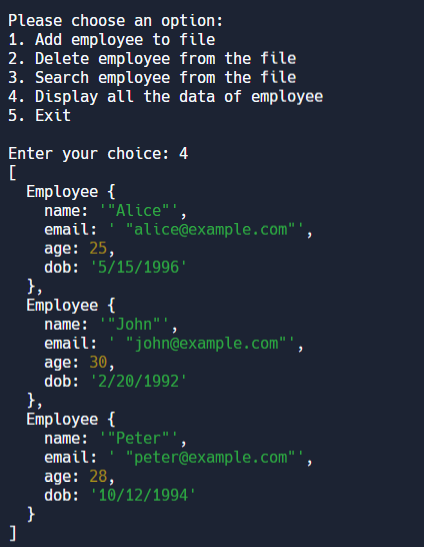 Please choose an option:
1. Add employee to file
2. Delete employee from the file
3. Search employee from the file
4. Display all the data of employee
5. Exit

Enter your choice: 4
[
  Employee {
    name: '"Alice"',
    email: ' "alice@example.com"',
    age: 25,
    dob: '5/15/1996'
  },
  Employee {
    name: '"John"',
    email: ' "john@example.com"',
    age: 30,
    dob: '2/20/1992'
  },
  Employee {
    name: '"Peter"',
    email: ' "peter@example.com"',
    age: 28,
    dob: '10/12/1994'
  }
]